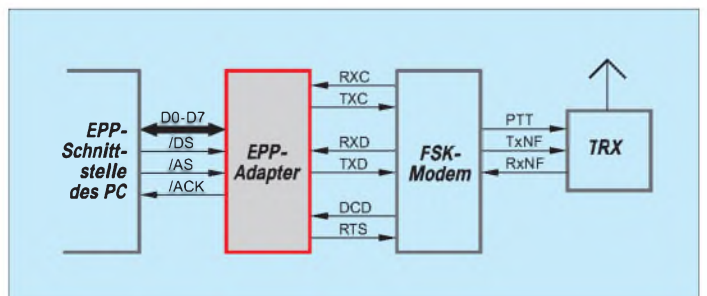 EPP-
Schnitt-
stelle
des PC
D0-D7
/DS
/AS
/ACK
EPP-
Adapter
RXC
TXC
RXD
TXD
DCD
RTS
FSK-
Modem
PTT
TxNF
RxNF
TRX